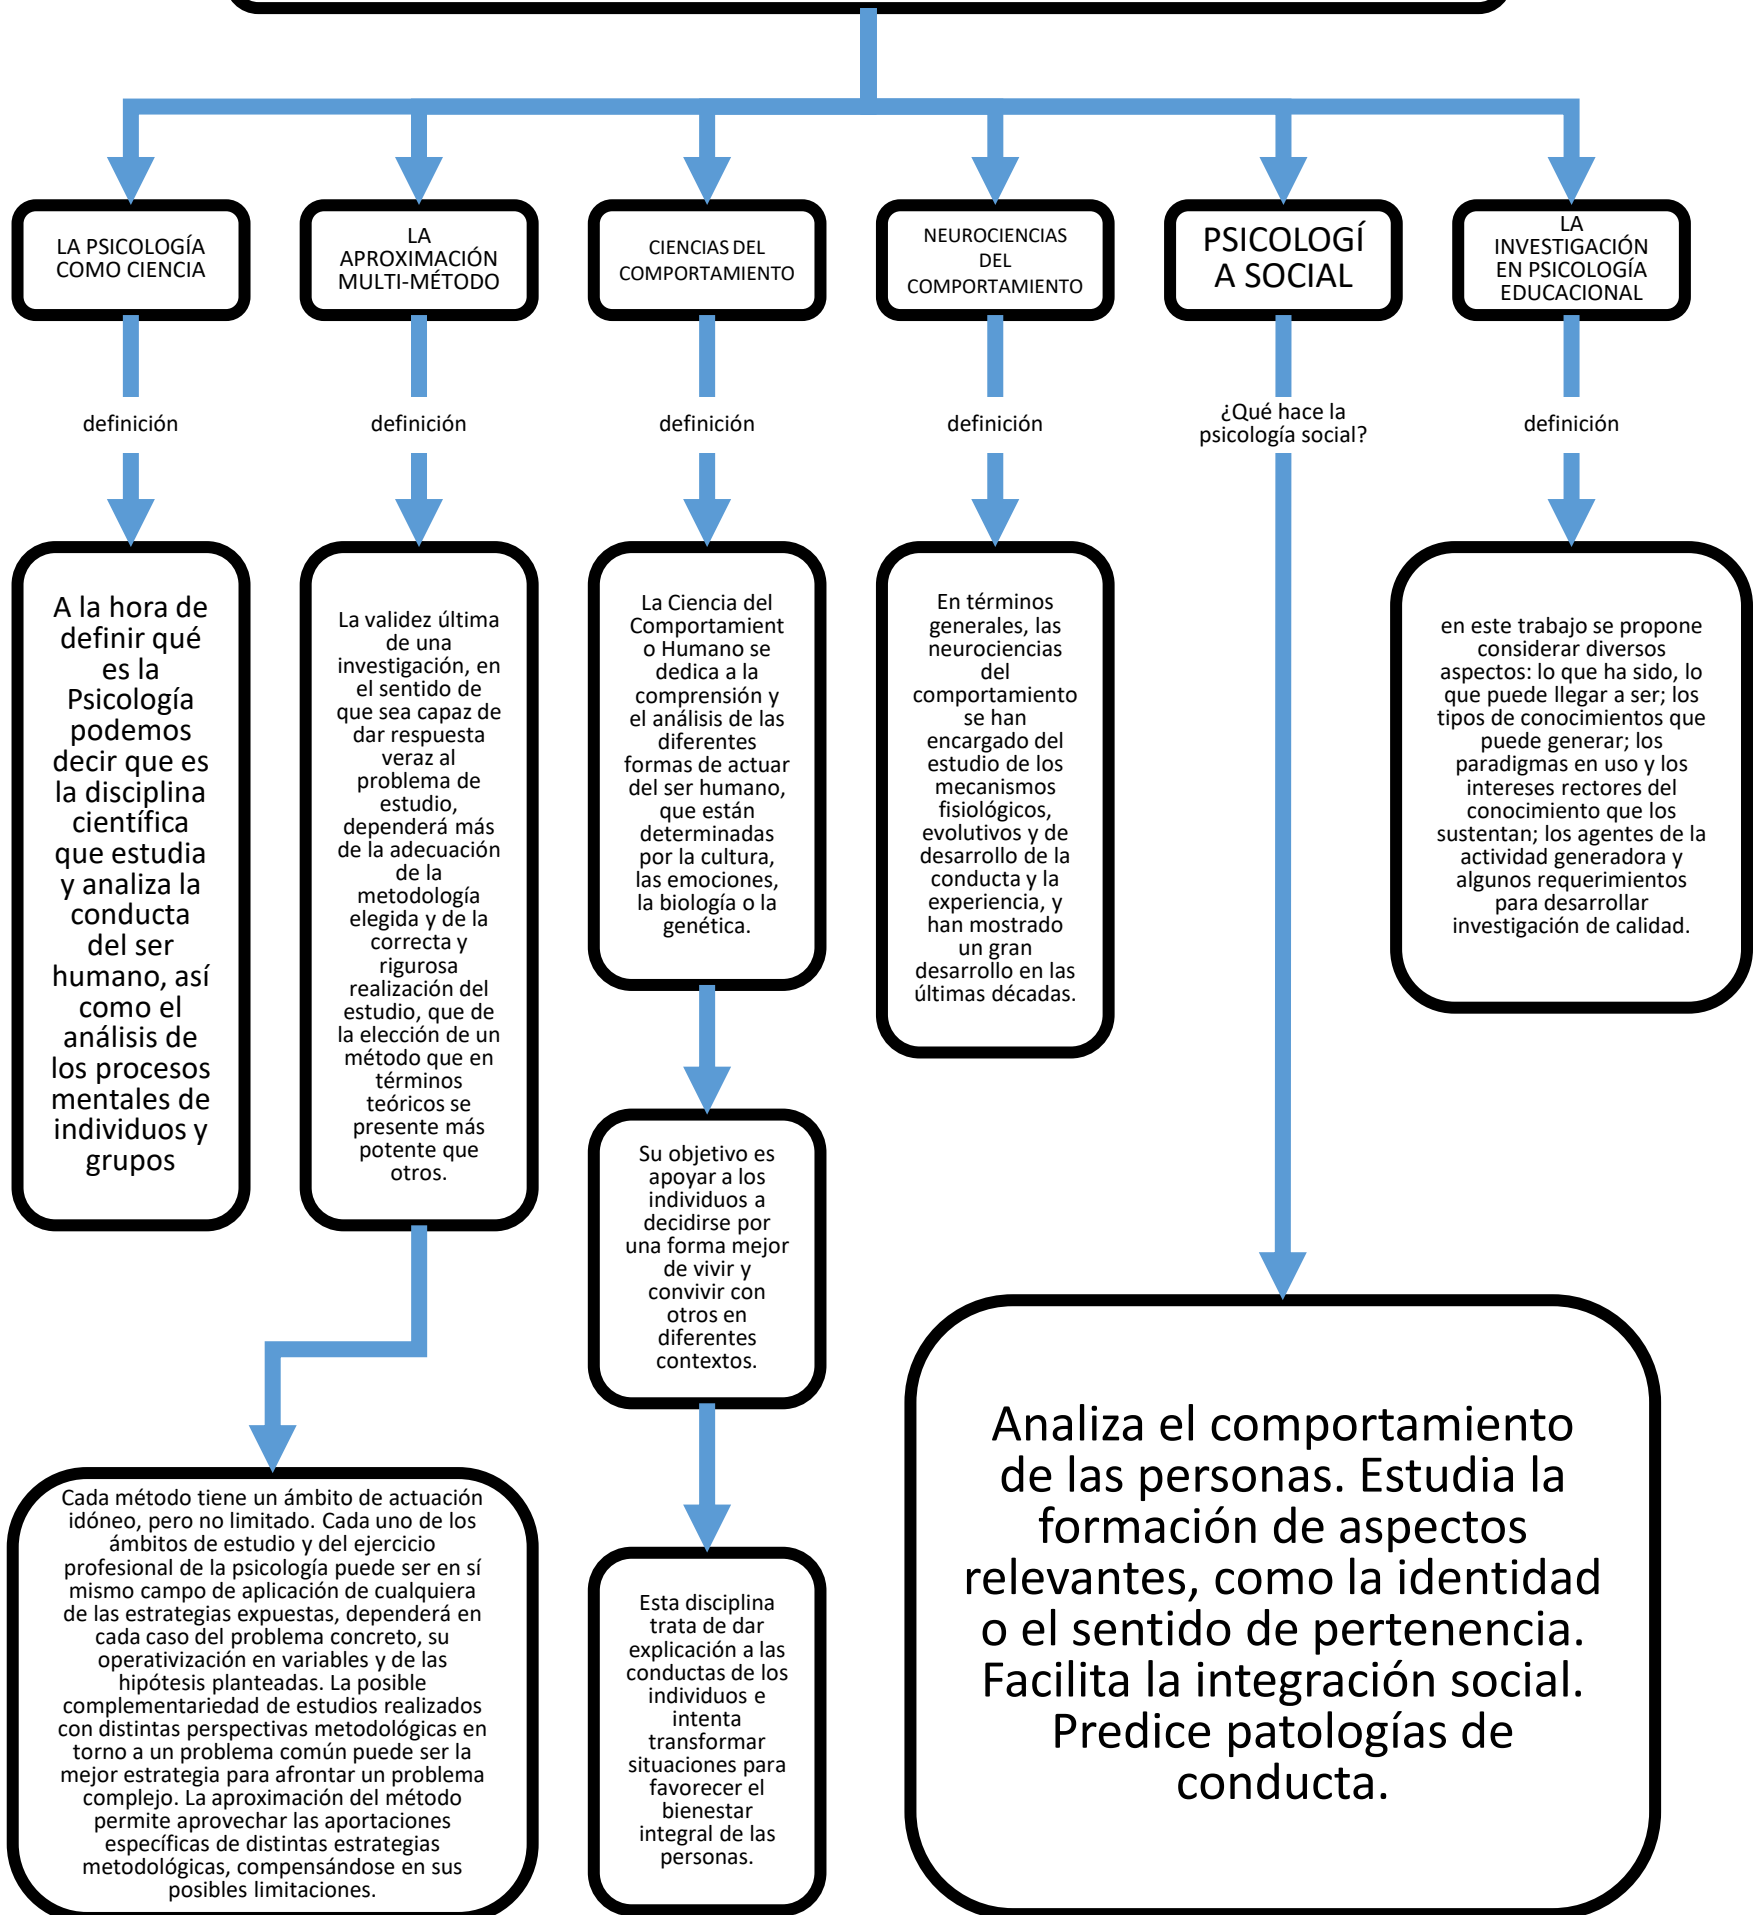 LA PSICOLOGÍA
COMO CIENCIA
LA
APROXIMACIÓN
MULTI-MÉTODO
CIENCIAS DEL
COMPORTAMIENTO
NEUROCIENCIAS
DEL
COMPORTAMIENTO
PSICOLOGÍ
A SOCIAL
LA
INVESTIGACIÓN
EN PSICOLOGÍA
EDUCACIONAL
definición
definición
definición
definición
¿Qué hace la
psicología social?
definición
A la hora de
definir qué
es la
Psicología
podemos
decir que es
la disciplina
científica
que estudia
y analiza la
conducta
del ser
humano, así
como el
análisis de
los procesos
mentales de
individuos y
grupos
La validez última
de una
investigación, en
el sentido de
que sea capaz de
dar respuesta
veraz al
problema de
estudio,
dependerá más
de la adecuación
de la
metodología
elegida y de la
correcta y
rigurosa
realización del
estudio, que de
la elección de un
método que en
términos
teóricos se
presente más
potente que
otros.
La Ciencia del
Comportamient
o Humano se
dedica a la
comprensión y
el análisis de las
diferentes
formas de actuar
del ser humano,
que están
determinadas
por la cultura,
las emociones,
la biología o la
genética.
En términos
generales, las
neurociencias
del
comportamiento
se han
encargado del
estudio de los
mecanismos
fisiológicos,
evolutivos y de
desarrollo de la
conducta y la
experiencia, y
han mostrado
un gran
desarrollo en las
últimas décadas.
en este trabajo se propone
considerar diversos
aspectos: lo que ha sido, lo
que puede llegar a ser; los
tipos de conocimientos que
puede generar; los
paradigmas en uso y los
intereses rectores del
conocimiento que los
sustentan; los agentes de la
actividad generadora y
algunos requerimientos
para desarrollar
investigación de calidad.
Su objetivo es
apoyar a los
individuos a
decidirse por
una forma mejor
de vivir y
convivir con
otros en
diferentes
contextos.
Cada método tiene un ámbito de actuación
idóneo, pero no limitado. Cada uno de los
ámbitos de estudio y del ejercicio
profesional de la psicología puede ser en sí
mismo campo de aplicación de cualquiera
de las estrategias expuestas, dependerá en
cada caso del problema concreto, su
operativización en variables y de las
hipótesis planteadas. La posible
complementariedad de estudios realizados
con distintas perspectivas metodológicas en
torno a un problema común puede ser la
mejor estrategia para afrontar un problema
complejo. La aproximación del método
permite aprovechar las aportaciones
específicas de distintas estrategias
metodológicas, compensándose en sus
posibles limitaciones.
Esta disciplina
trata de dar
explicación a las
conductas de los
individuos e
intenta
transformar
situaciones para
favorecer el
bienestar
integral de las
personas.
Analiza el comportamiento
de las personas. Estudia la
formación de aspectos
relevantes, como la identidad
o el sentido de pertenencia.
Facilita la integración social.
Predice patologías de
conducta.